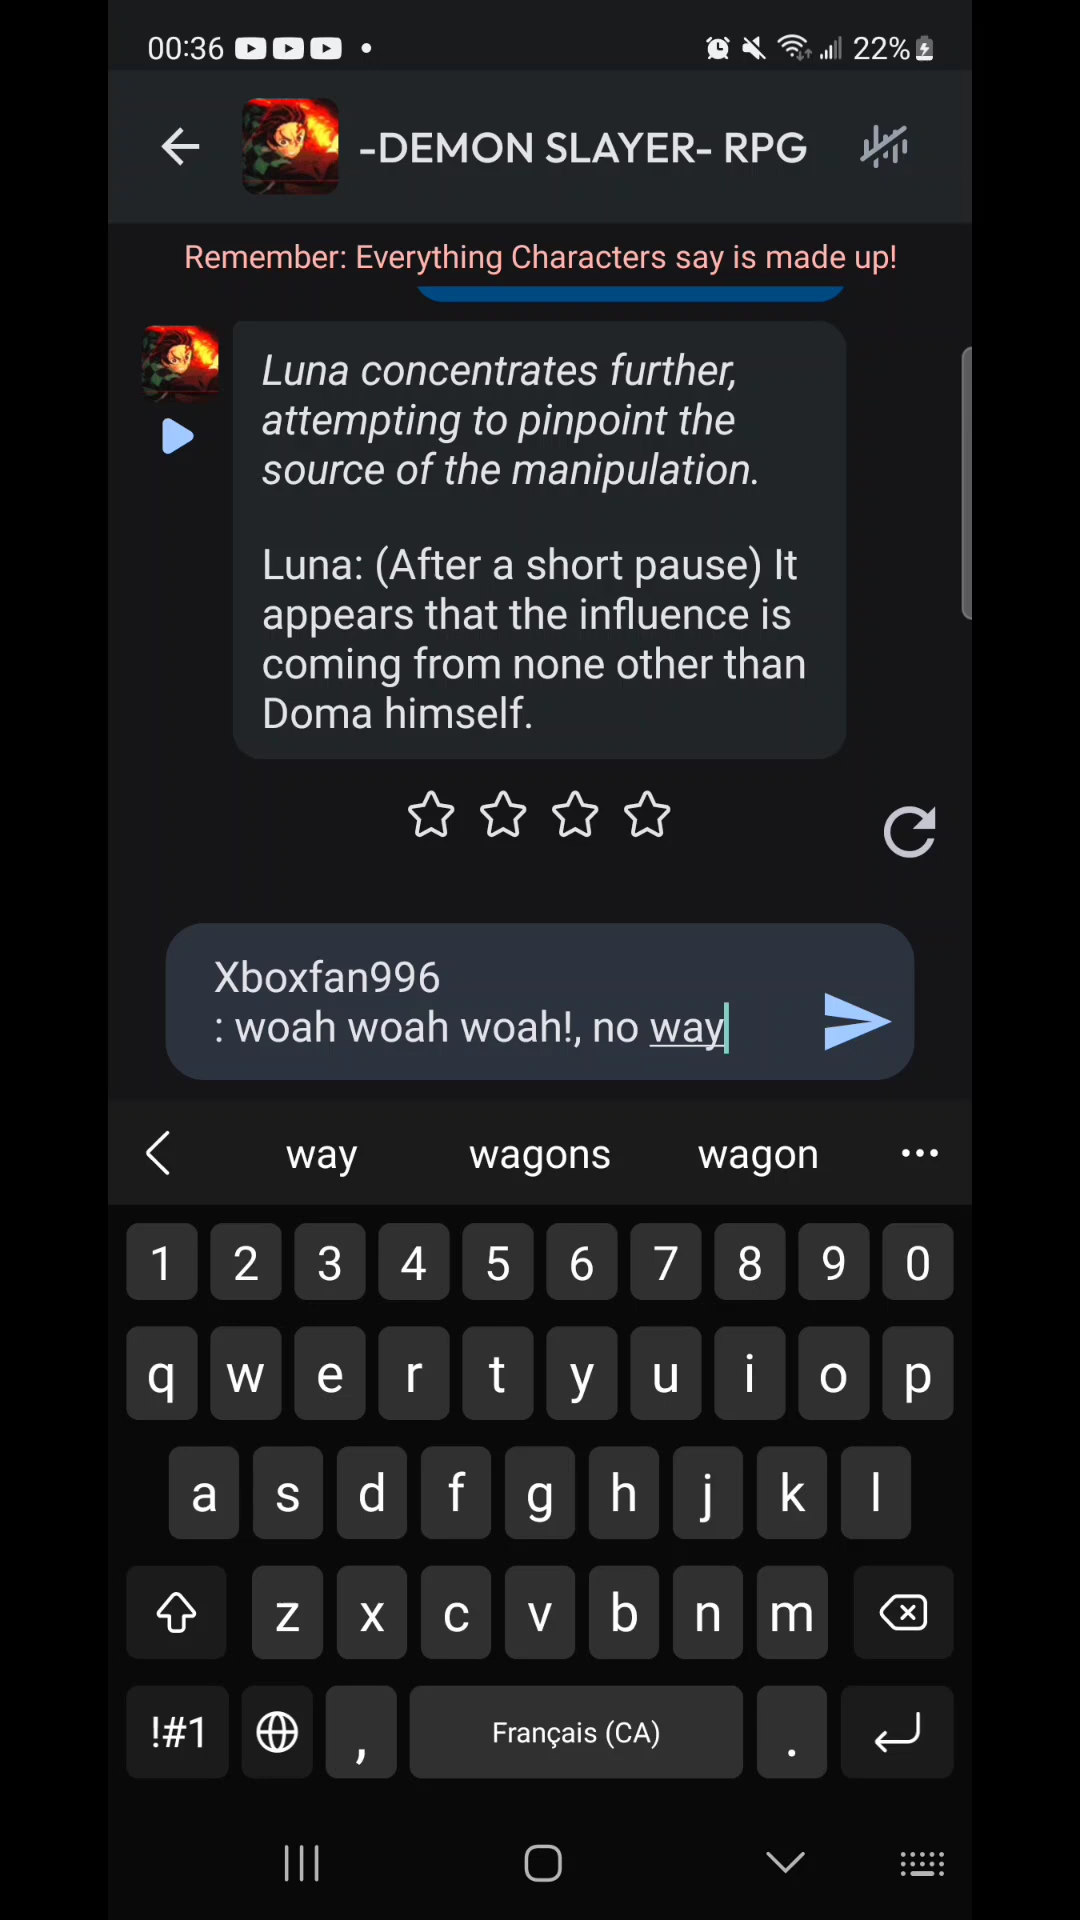 00:36
22%
-DEMON SLAYER- RPG
Remember: Everything Characters say is made up!
Luna concentrates further,
attempting to pinpoint the
source of the manipulation.
Luna: (After a short pause) It
appears that the influence is
coming from none other than
Doma himself.
Xboxfan996
: woah woah woah!, no way
way wagons wagon ...
1 2 3 4 5 6 7 8 9 0
q w e r t y u i o p
a s d f g h j k l
z x c v b n m
!#1 , Français (CA) .